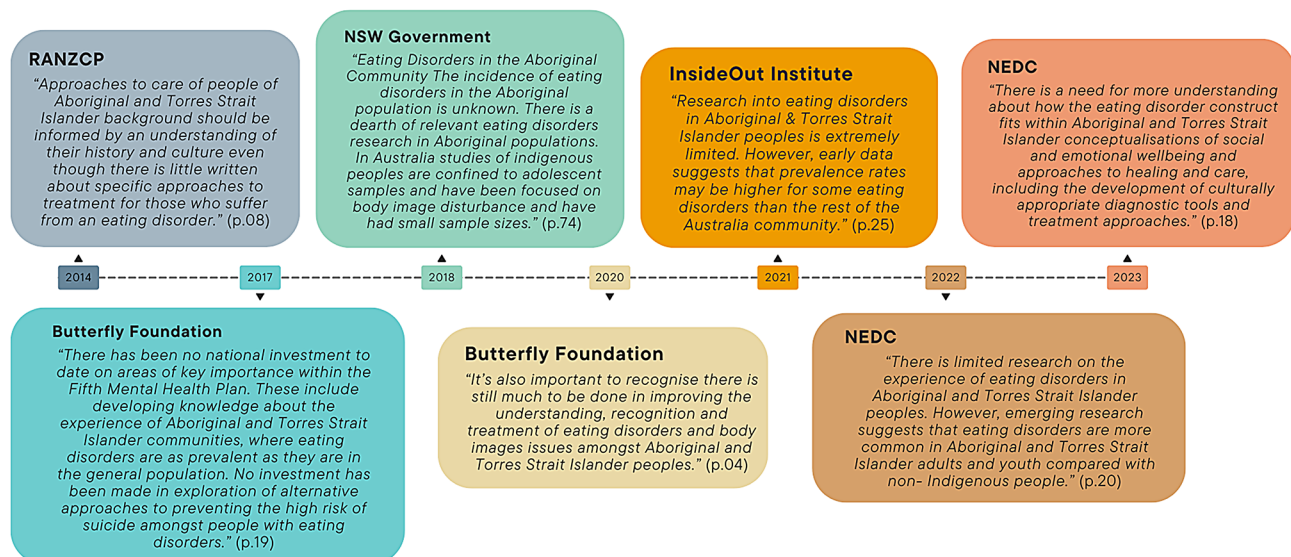 RANZCP
“Approaches to care of people of
Aboriginal and Torres Strait
Islander background should be
informed by an understanding of
their history and culture even
though there is little written
about specific approaches to
treatment for those who suffer
from an eating disorder.” (p.08)
NSW Government
“Eating Disorders in the Aboriginal
Community The incidence of eating
disorders in the Aboriginal
population is unknown. There is a
dearth of relevant eating disorders
research in Aboriginal populations.
In Australia studies of indigenous
peoples are confined to adolescent
samples and have been focused on
body image disturbance and have
had small sample sizes.” (p.74)
InsideOut Institute
“Research into eating disorders
in Aboriginal & Torres Strait
Islander peoples is extremely
limited. However, early data
suggests that prevalence rates
may be higher for some eating
disorders than the rest of the
Australia community.” (p.25)
NEDC
“There is a need for more understanding
about how the eating disorder construct
fits within Aboriginal and Torres Strait
Islander conceptualisations of social
and emotional wellbeing and
approaches to healing and care,
including the development of culturally
appropriate diagnostic tools and
treatment approaches.” (p.18)
2014
2017
2018
2020
2021
2022
2023
Butterfly Foundation
“There has been no national investment to
date on areas of key importance within the
Fifth Mental Health Plan. These include
developing knowledge about the
experience of Aboriginal and Torres Strait
Islander communities, where eating
disorders are as prevalent as they are in
the general population. No investment has
been made in exploration of alternative
approaches to preventing the high risk of
suicide amongst people with eating
disorders.” (p.19)
Butterfly Foundation
“It’s also important to recognise there is
still much to be done in improving the
understanding, recognition and
treatment of eating disorders and body
images issues amongst Aboriginal and
Torres Strait Islander peoples.” (p.04)
NEDC
“There is limited research on the
experience of eating disorders in
Aboriginal and Torres Strait Islander
peoples. However, emerging research
suggests that eating disorders are more
common in Aboriginal and Torres Strait
Islander adults and youth compared with
non- Indigenous people.” (p.20)